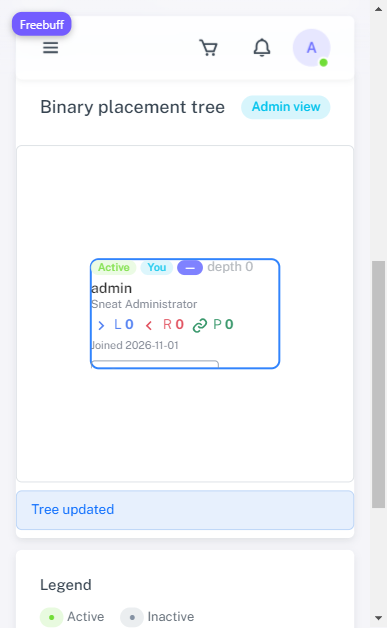 Freebuff
A
Binary placement tree Admin view
Active You – depth 0
admin
Sneat Administrator
L 0 R 0 P 0
Joined 2026-11-01
Tree updated
Legend
Active Inactive